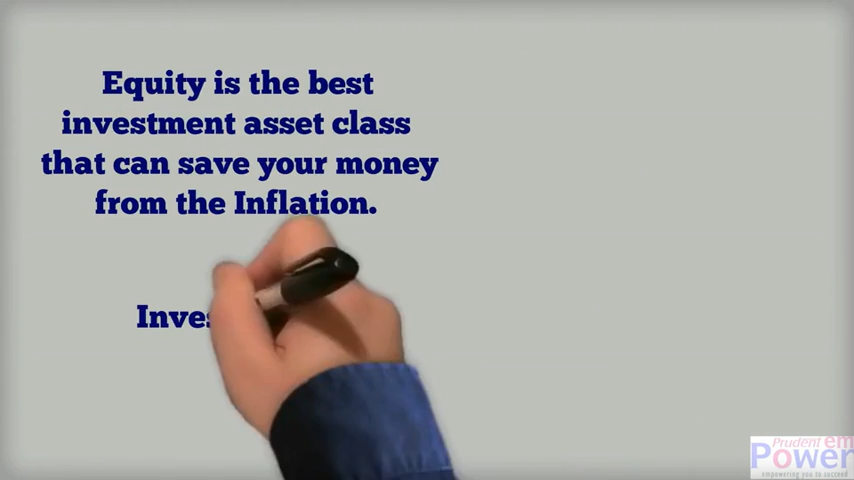 Equity is the best
investment asset class
that can save your money
from the Inflation.
Inves
Prudent em
Power
empowering you to succeed